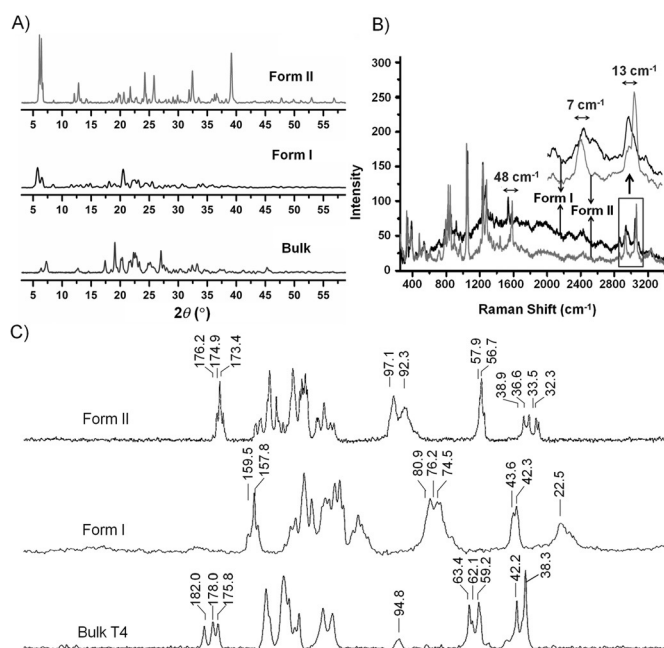 A)
Form II
5 10 15 20 25 30 35 40 45 50 55
Form I
5 10 15 20 25 30 35 40 45 50 55
Bulk
5 10 15 20 25 30 35 40 45 50 55
2θ (°)
B)
Intensity
400
350
300
250
200
150
100
50
0
13 cm-1
7 cm-1
48 cm-1
Form I
Form II
400 800 1200 1600 2000 2400 2800 3200
Raman Shift (cm-1)
C)
Form II
176.2 174.9 173.4 97.1 92.3 57.9 56.7 38.9 36.6 33.5 32.3
Form I
159.5 157.8 80.9 76.2 74.5 43.6 42.3 22.5
Bulk T4
182.0 178.0 175.8 94.8 63.4 62.1 59.2 42.2 38.3